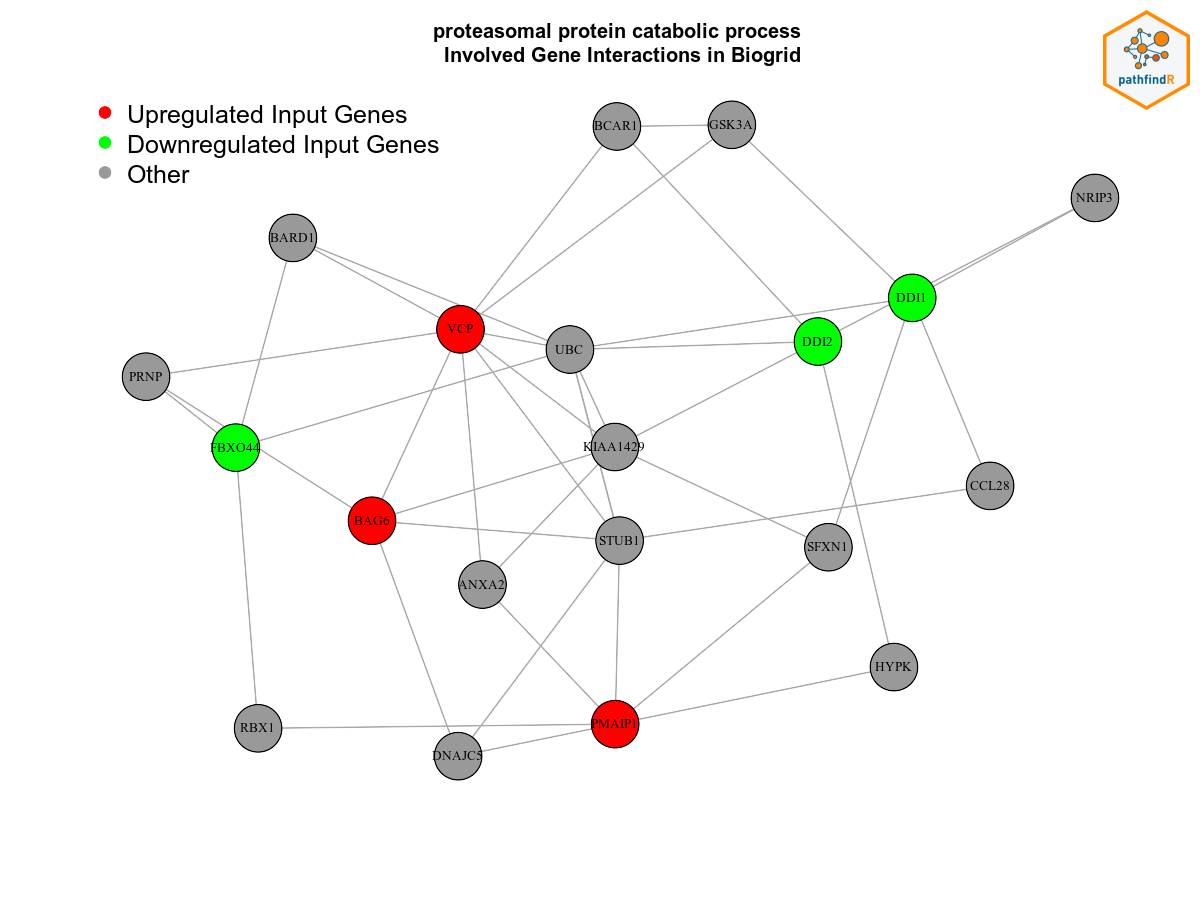 proteasomal protein catabolic process
Involved Gene Interactions in Biogrid
pathfindR
Upregulated Input Genes
Downregulated Input Genes
Other
BCAR1
GSK3A
NRIP3
BARD1
DDI1
VCP
DDI2
UBC
PRNP
FBXO44
KIAA1429
CCL28
BAG6
STUB1
SFXN1
ANXA2
HYPK
PMAIP1
RBX1
DNAJC5